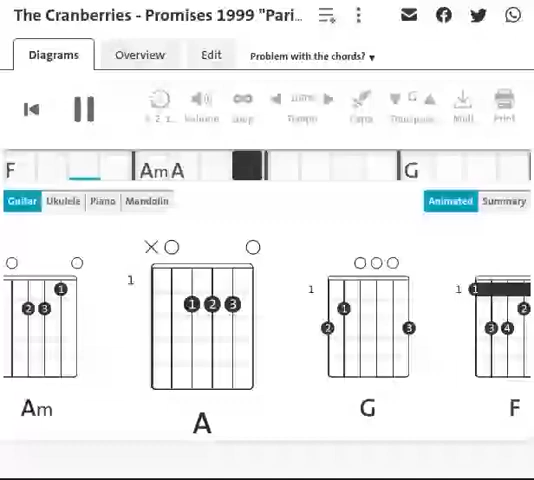 The Cranberries - Promises 1999 "Pari...
Diagrams Overview Edit Problem with the chords? ▼
Volume Loop Tempo Capo Transpose Midi Print
G
F Am A G
Guitar Ukulele Piano Mandolin Animated Summary
1 1 1
1 2 3 1 2 3 1 2 3 1 2 3 4
Am A G F